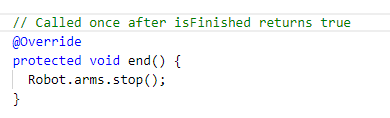 // Called once after isFinished returns true
@Override
protected void end() {
  Robot.arms.stop();
}